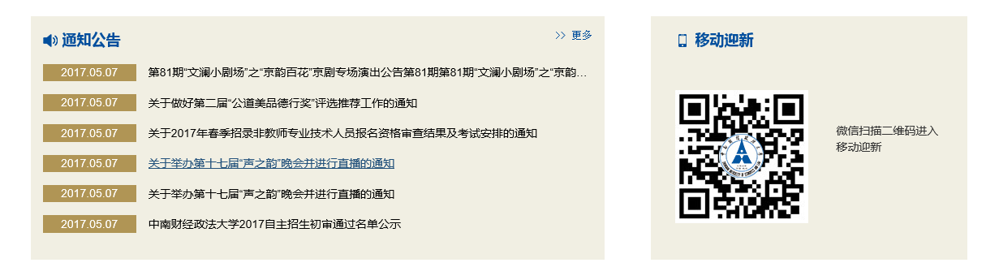 通知公告
>> 更多
2017.05.07 第81期“文澜小剧场”之“京韵百花”京剧专场演出公告第81期第81期“文澜小剧场”之“京韵…
2017.05.07 关于做好第二届“公道美品德行奖”评选推荐工作的通知
2017.05.07 关于2017年春季招录非教师专业技术人员报名资格审查结果及考试安排的通知
2017.05.07 关于举办第十七届“声之韵”晚会并进行直播的通知
2017.05.07 关于举办第十七届“声之韵”晚会并进行直播的通知
2017.05.07 中南财经政法大学2017自主招生初审通过名单公示
移动迎新
微信扫描二维码进入
移动迎新